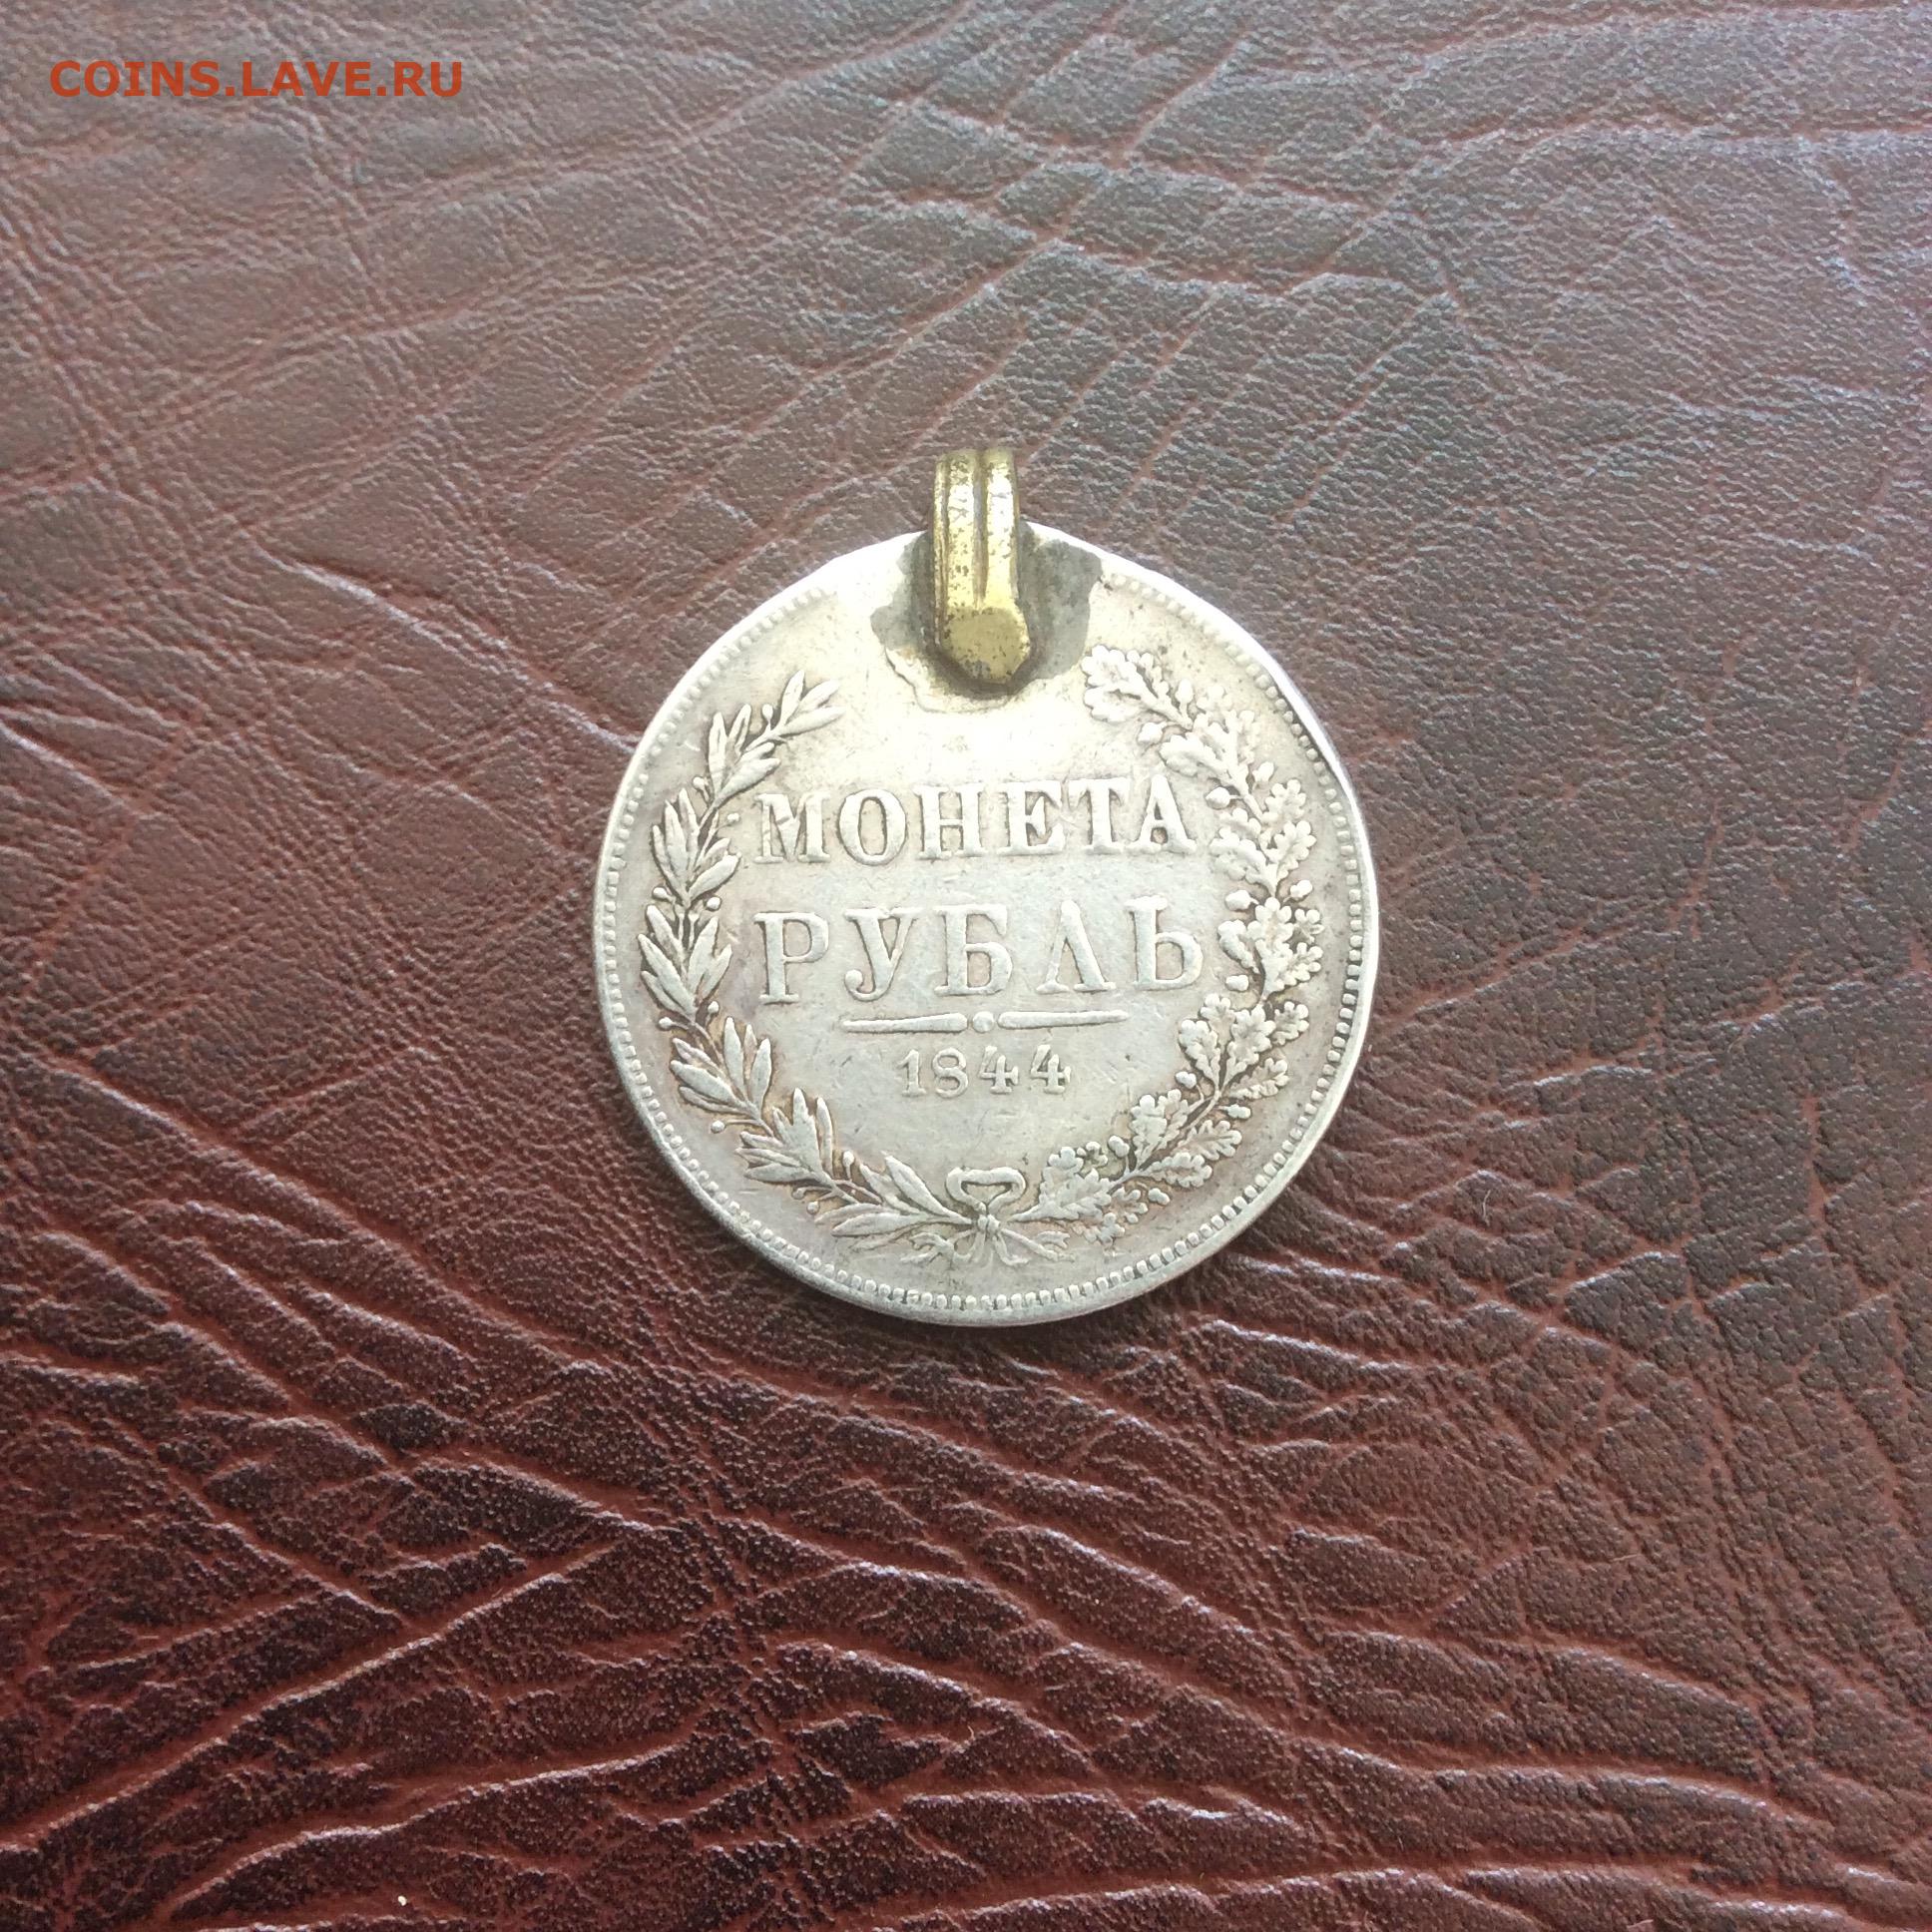 COINS.LAVE.RU
МОНЕТА
РУБЛЬ
1844